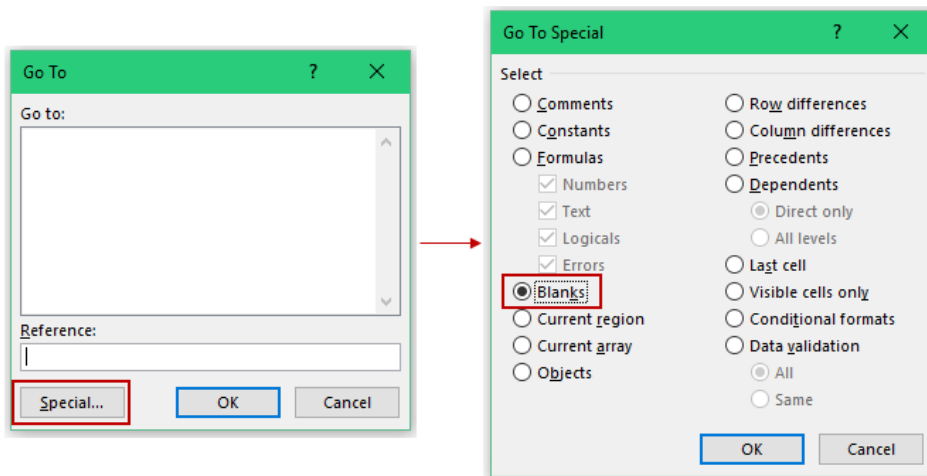 Go To ? ×
Go to:
Reference:
Special... OK Cancel
Go To Special ? ×
Select
Comments
Constants
Formulas
Numbers
Text
Logicals
Errors
Blanks
Current region
Current array
Objects
Row differences
Column differences
Precedents
Dependents
Direct only
All levels
Last cell
Visible cells only
Conditional formats
Data validation
All
Same
OK Cancel